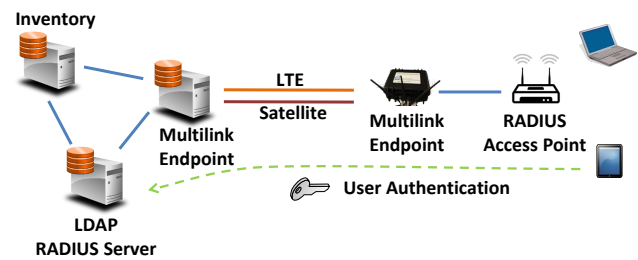 Inventory
LTE
Satellite
Multilink
Endpoint
Multilink
Endpoint
RADIUS
Access Point
User Authentication
LDAP
RADIUS Server